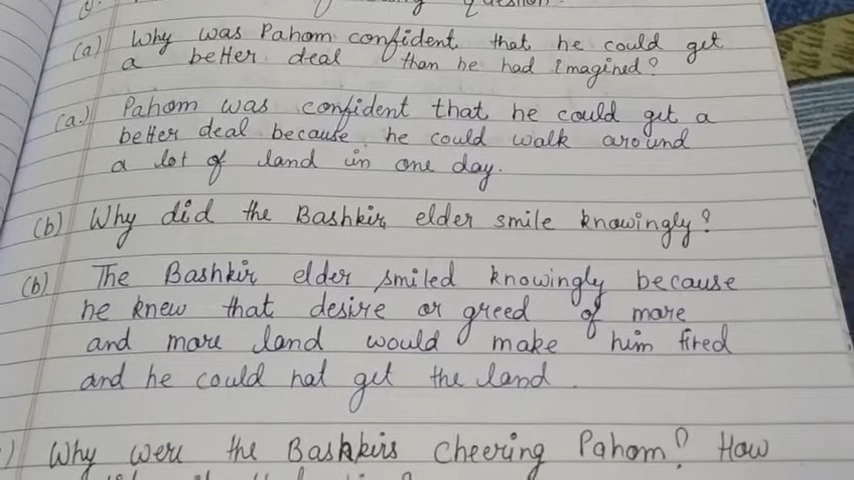 (a) Why was Pahom confident that he could get
a better deal than he had imagined?
(a.) Pahom was confident that he could get a
better deal because he could walk around
a lot of land in one day.
(b) Why did the Bashkir elder smile knowingly?
(b) The Bashkir elder smiled knowingly because
he knew that desire or greed of more
and more land would make him tired
and he could not get the land.
) Why were the Bashkirs cheering Pahom? How